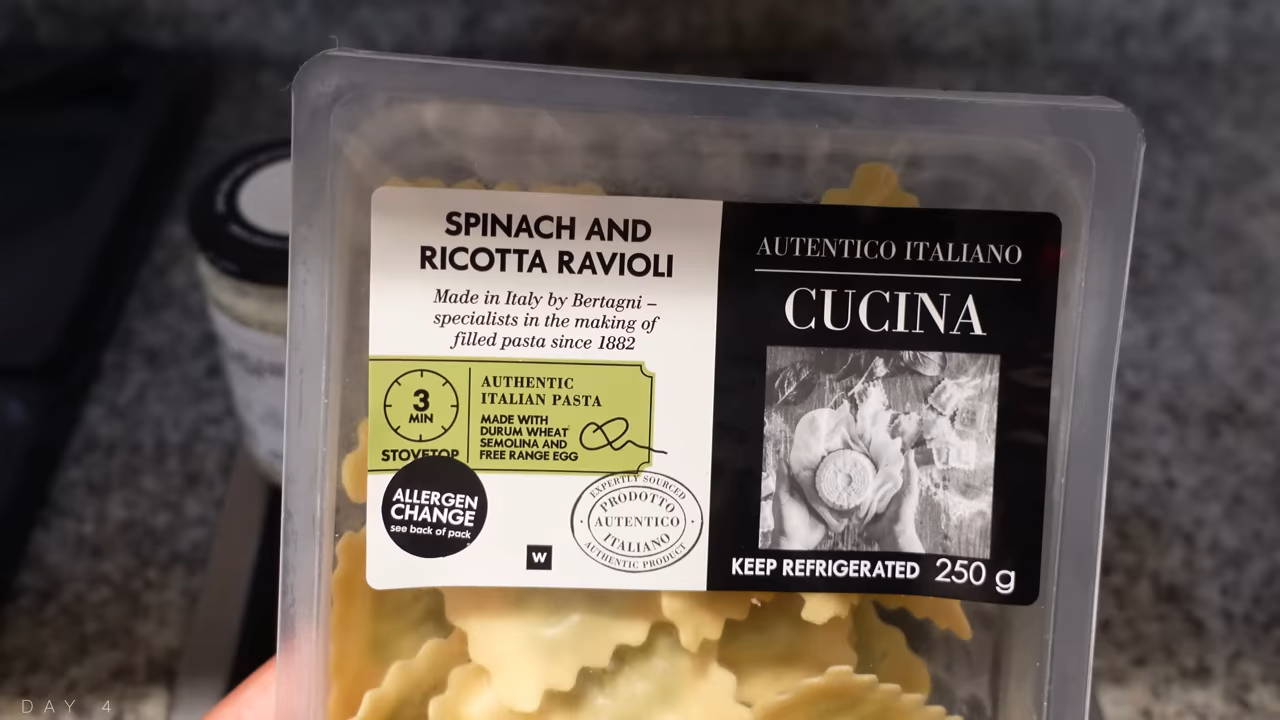 SPINACH AND
RICOTTA RAVIOLI
Made in Italy by Bertagni –
specialists in the making of
filled pasta since 1882
3
MIN
STOVETOP
AUTHENTIC
ITALIAN PASTA
MADE WITH
DURUM WHEAT
SEMOLINA AND
FREE RANGE EGG
ALLERGEN
CHANGE
see back of pack
W
EXPERTLY SOURCED
PRODOTTO
AUTENTICO
ITALIANO
AUTHENTIC PRODUCT
AUTENTICO ITALIANO
CUCINA
KEEP REFRIGERATED 250 g
DAY 4